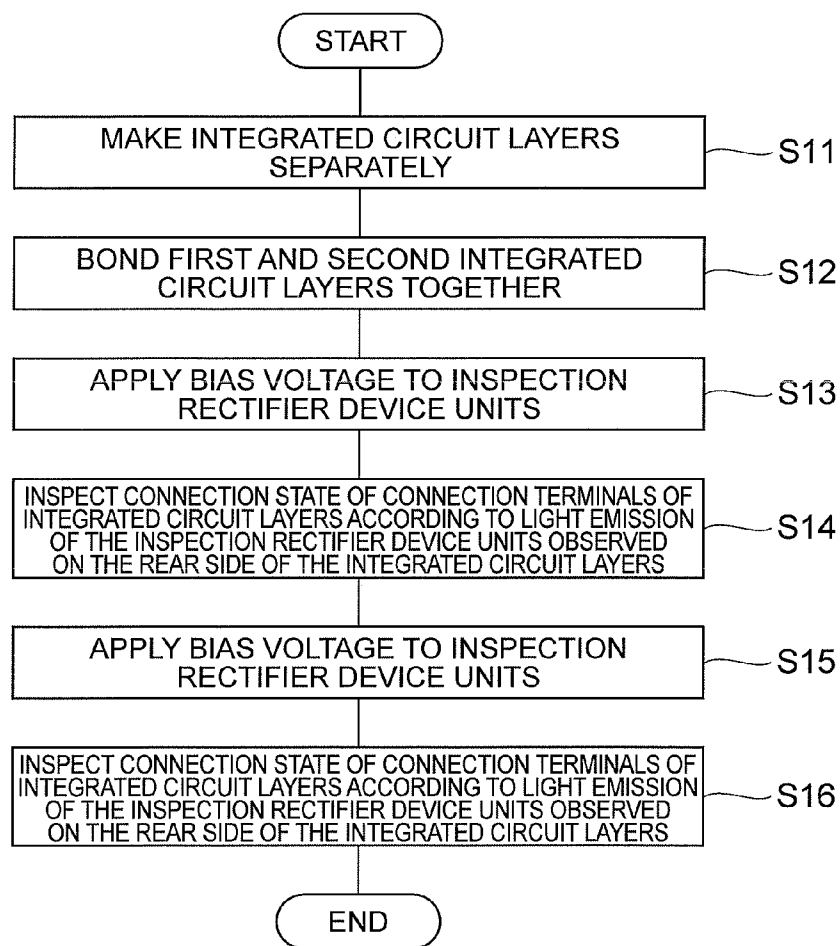 START
MAKE INTEGRATED CIRCUIT LAYERS
SEPARATELY
S11
BOND FIRST AND SECOND INTEGRATED
CIRCUIT LAYERS TOGETHER
S12
APPLY BIAS VOLTAGE TO INSPECTION
RECTIFIER DEVICE UNITS
S13
INSPECT CONNECTION STATE OF CONNECTION TERMINALS OF
INTEGRATED CIRCUIT LAYERS ACCORDING TO LIGHT EMISSION
OF THE INSPECTION RECTIFIER DEVICE UNITS OBSERVED
ON THE REAR SIDE OF THE INTEGRATED CIRCUIT LAYERS
S14
APPLY BIAS VOLTAGE TO INSPECTION
RECTIFIER DEVICE UNITS
S15
INSPECT CONNECTION STATE OF CONNECTION TERMINALS OF
INTEGRATED CIRCUIT LAYERS ACCORDING TO LIGHT EMISSION
OF THE INSPECTION RECTIFIER DEVICE UNITS OBSERVED
ON THE REAR SIDE OF THE INTEGRATED CIRCUIT LAYERS
S16
END